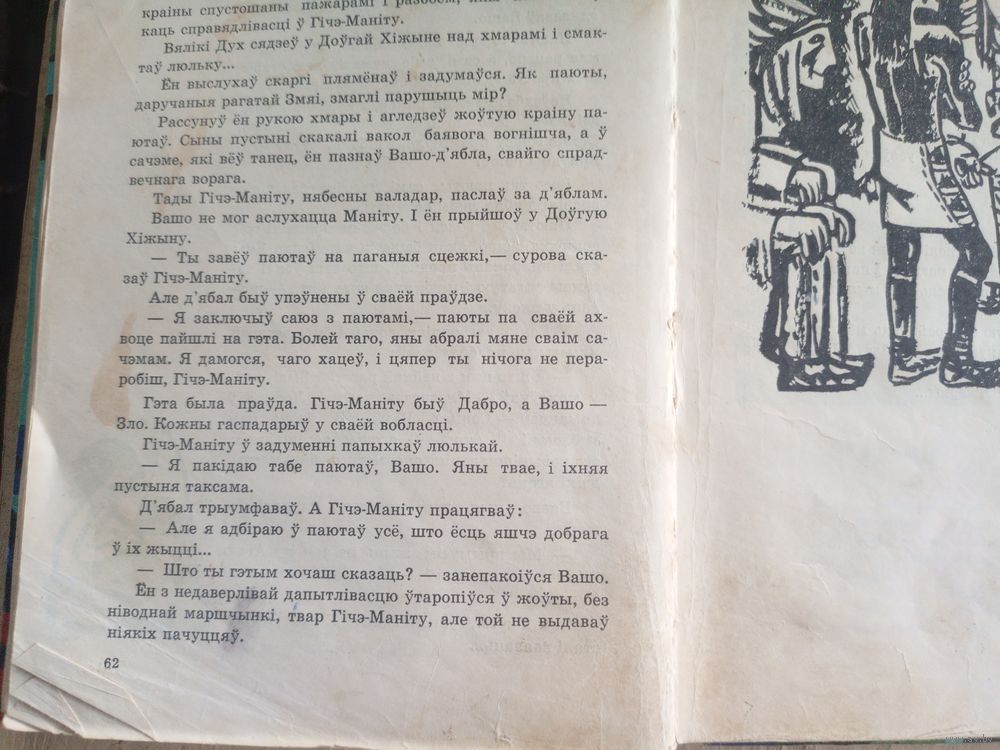 краіны спустошаны пажарамі і разбоем,
каць справядлівасці ў Гічэ-Маніту.
Вялікі Дух сядзеў у Доўгай Хіжыне над хмарамі і смак-
таў люльку...
Ён выслухаў скаргі плямёнаў і задумаўся. Як паюты,
даручаныя рагатай Змяі, змаглі парушыць мір?
Рассунуў ён рукою хмары і агледзеў жоўтую краіну па-
ютаў. Сыны пустыні скакалі вакол баявога вогнішча, а ў
сачэме, які вёў танец, ён пазнаў Вашо-д’ябла, свайго спрад-
вечнага ворага.
Тады Гічэ-Маніту, нябесны валадар, паслаў за д’яблам.
Вашо не мог аслухацца Маніту. І ён прыйшоў у Доўгую
Хіжыну.
— Ты завёў паютаў на паганыя сцежкі,— сурова ска-
заў Гічэ-Маніту.
Але д’ябал быў упэўнены ў сваёй праўдзе.
— Я заключыў саюз з паютамі,— паюты па сваёй ах-
воце пайшлі на гэта. Болей таго, яны абралі мяне сваім са-
чэмам. Я дамогся, чаго хацеў, і цяпер ты нічога не пера-
робіш, Гічэ-Маніту.
Гэта была праўда. Гічэ-Маніту быў Дабро, а Вашо —
Зло. Кожны гаспадарыў у сваёй вобласці.
Гічэ-Маніту ў задуменні папыхкаў люлькай.
— Я пакідаю табе паютаў, Вашо. Яны твае, і іхняя
пустыня таксама.
Д’ябал трыумфаваў. А Гічэ-Маніту працягваў:
— Але я адбіраю ў паютаў усё, што ёсць яшчэ добрага
ў іх жыцці...
— Што ты гэтым хочаш сказаць? — занепакоіўся Вашо.
Ён з недаверлівай дапытлівасцю ўтаропіўся ў жоўты, без
ніводнай маршчынкі, твар Гічэ-Маніту, але той не выдаваў
ніякіх пачуццяў.
62